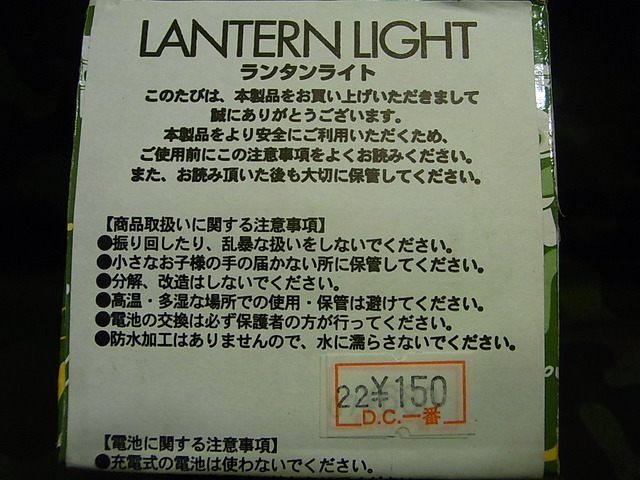 LANTERN LIGHT
ランタンライト
このたびは、本製品をお買い上げいただきまして
誠にありがとうございます。
本製品をより安全にご利用いただくため、
ご使用前にこの注意事項をよくお読みください。
また、お読み頂いた後も大切に保管してください。
【商品取扱いに関する注意事項】
●振り回したり、乱暴な扱いをしないでください。
●小さなお子様の手の届かない所に保管してください。
●分解、改造はしないでください。
●高温・多湿な場所での使用・保管は避けてください。
●電池の交換は必ず保護者の方が行ってください。
●防水加工はありませんので、水に濡らさないでください。
22¥150
D.C.一番
【電池に関する注意事項】
●充電式の電池は使わないでください。